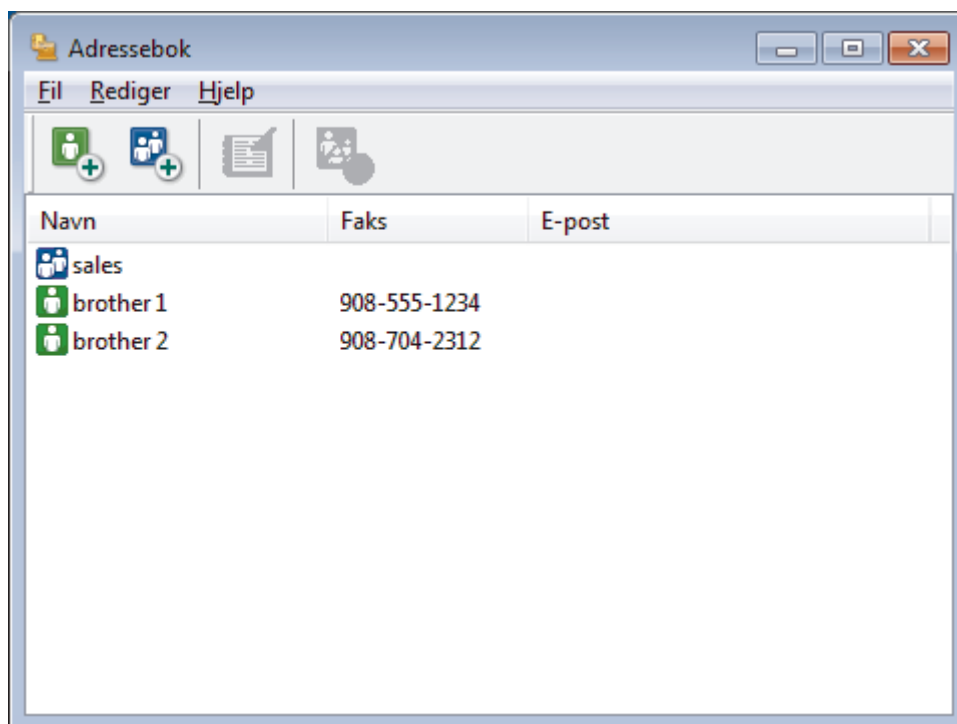 Adressebok
Fil Rediger Hjelp
Navn Faks E-post
sales
brother 1 908-555-1234
brother 2 908-704-2312